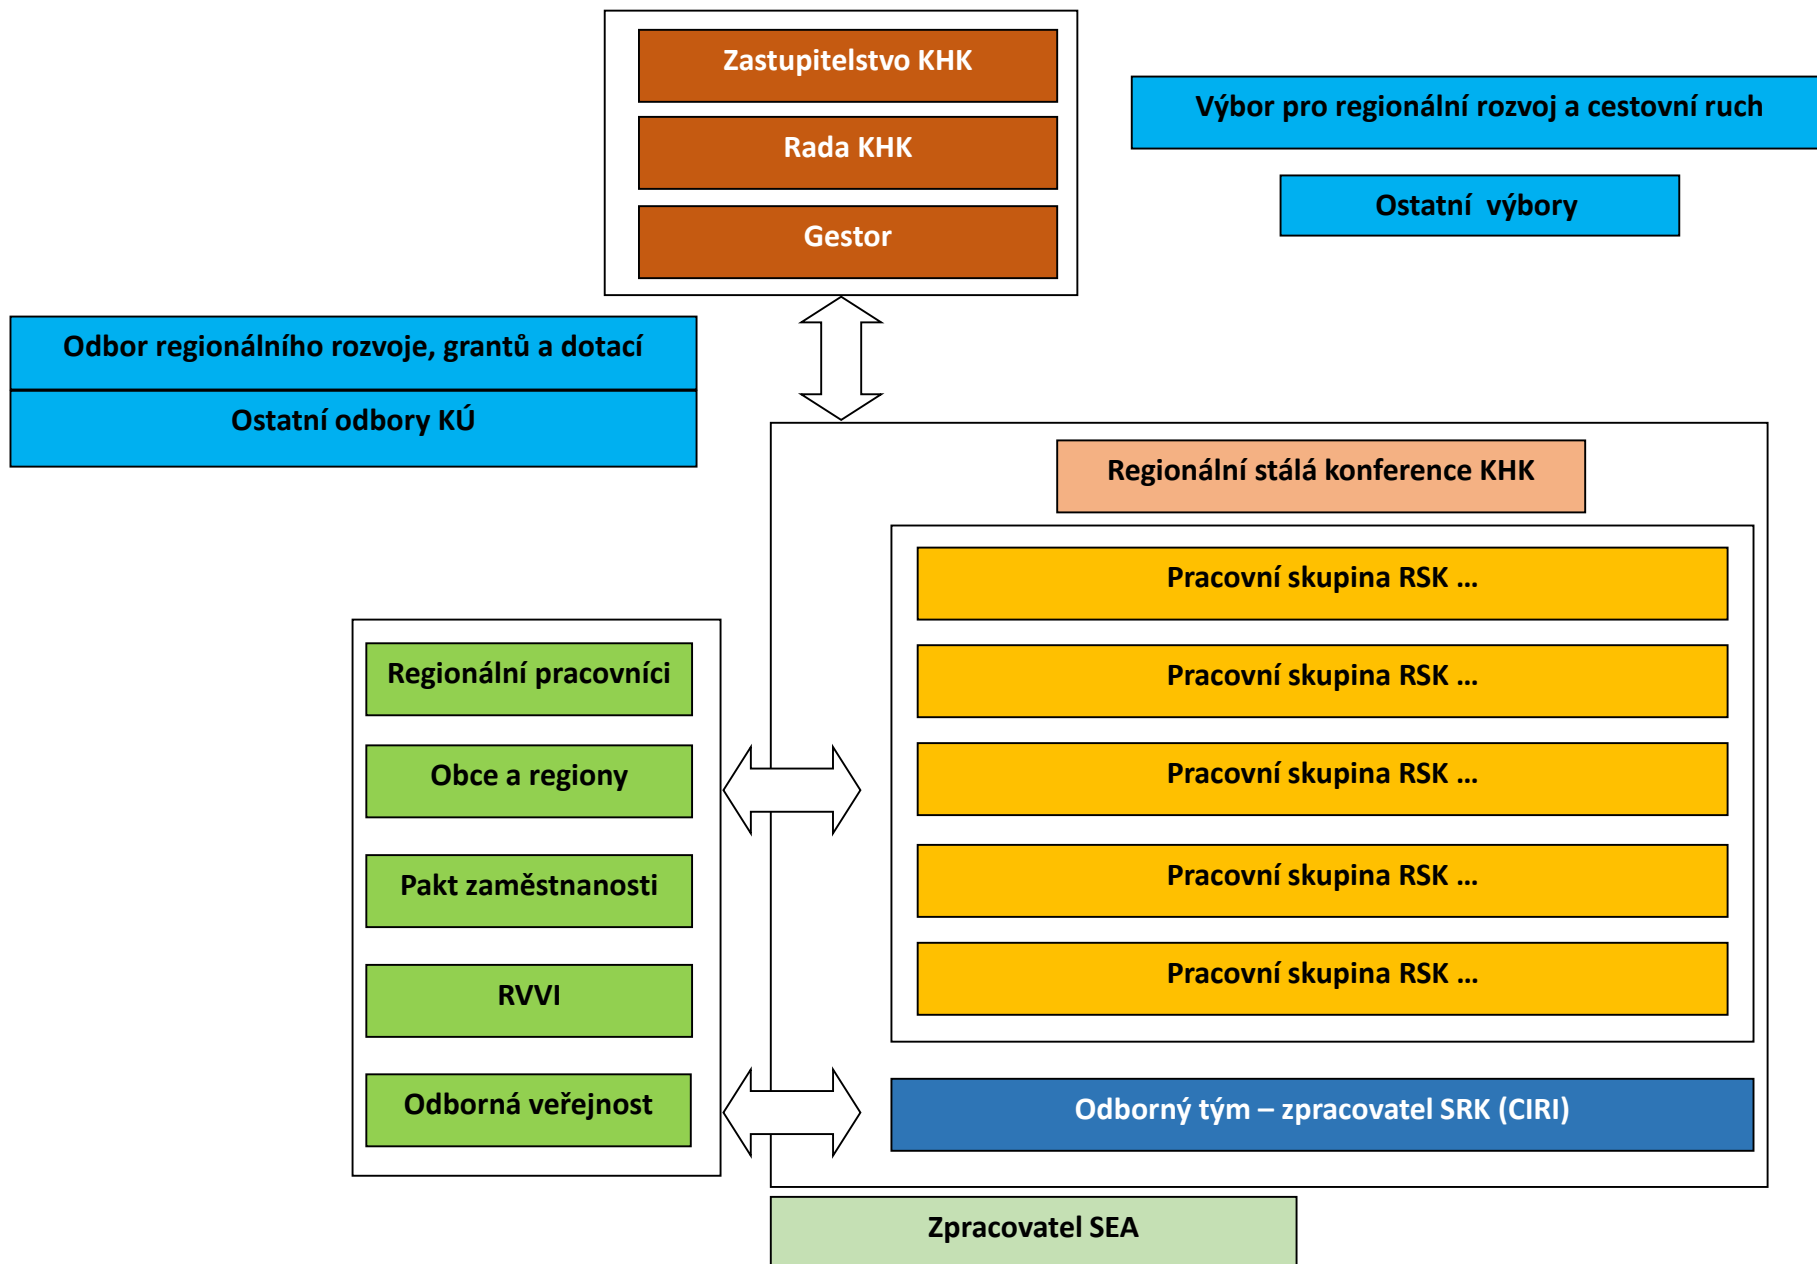 Zastupitelstvo KHK
Rada KHK
Gestor
Výbor pro regionální rozvoj a cestovní ruch
Ostatní výbory
Odbor regionálního rozvoje, grantů a dotací
Ostatní odbory KÚ
Regionální stálá konference KHK
Pracovní skupina RSK ...
Pracovní skupina RSK ...
Pracovní skupina RSK ...
Pracovní skupina RSK ...
Pracovní skupina RSK ...
Regionální pracovníci
Obce a regiony
Pakt zaměstnanosti
RVVI
Odborná veřejnost
Odborný tým – zpracovatel SRK (CIRI)
Zpracovatel SEA